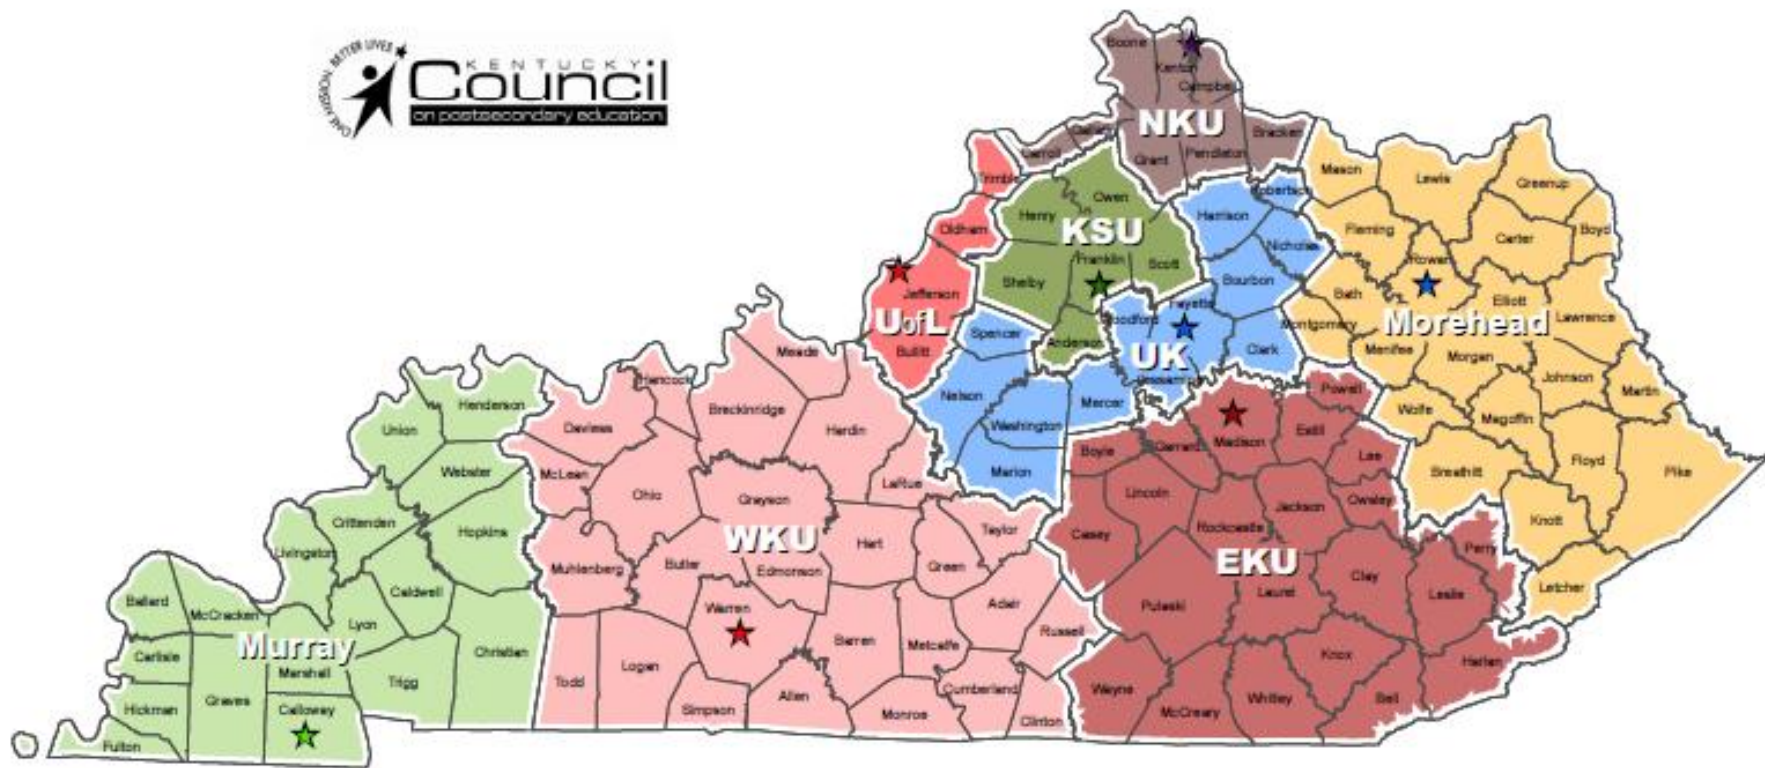 ONE MISSION: BETTER LIVES
KENTUCKY
Council
on postsecondary education
Boone
Kenton
Campbell
NKU
Bracken
Carroll
Grant
Pendleton
Trimble
Mason
Lewis
Greenup
Robertson
Owen
Henry
Harrison
Oldham
KSU
Fleming
Carter
Boyd
Nicholas
Franklin
Scott
Rowan
Shelby
Bourbon
Jefferson
Bath
Elliott
Fayette
UofL
Spencer
Woodford
Montgomery
Morehead
Lawrence
Bullitt
Anderson
UK
Clark
Menifee
Morgan
Meade
Johnson
Hancock
Powell
Martin
Nelson
Mercer
Henderson
Breckinridge
Wolfe
Magoffin
Union
Daviess
Hardin
Washington
Garrard
Madison
Estill
Boyle
Lee
Floyd
Pike
Webster
McLean
Marion
Breathitt
LaRue
Ohio
Grayson
Lincoln
Owsley
Jackson
Crittenden
Hopkins
WKU
Taylor
Casey
Rockcastle
Knott
Livingston
Hart
Perry
Muhlenberg
Butler
Edmonson
Green
EKU
Clay
Letcher
Caldwell
Laurel
Leslie
Ballard
McCracken
Warren
Adair
Pulaski
Lyon
Russell
Murray
Barren
Metcalfe
Christian
Carlisle
Marshall
Knox
Harlan
Logan
Todd
Trigg
Allen
Cumberland
Wayne
Whitley
Bell
Graves
Hickman
Calloway
Simpson
Monroe
McCreary
Clinton
Fulton